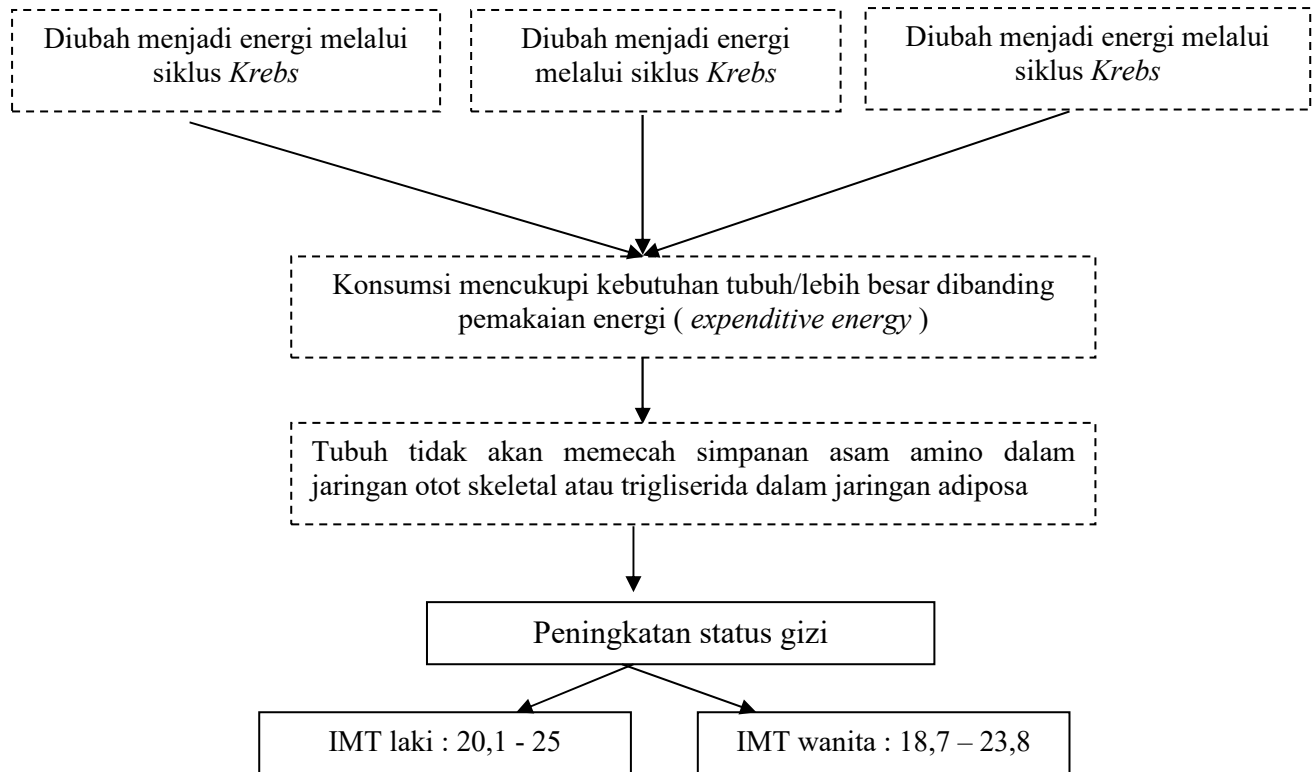 Diubah menjadi energi melalui
siklus Krebs
Diubah menjadi energi
melalui siklus Krebs
Diubah menjadi energi melalui
siklus Krebs
Konsumsi mencukupi kebutuhan tubuh/lebih besar dibanding
pemakaian energi ( expenditive energy )
Tubuh tidak akan memecah simpanan asam amino dalam
jaringan otot skeletal atau trigliserida dalam jaringan adiposa
Peningkatan status gizi
IMT laki : 20,1 - 25
IMT wanita : 18,7 – 23,8